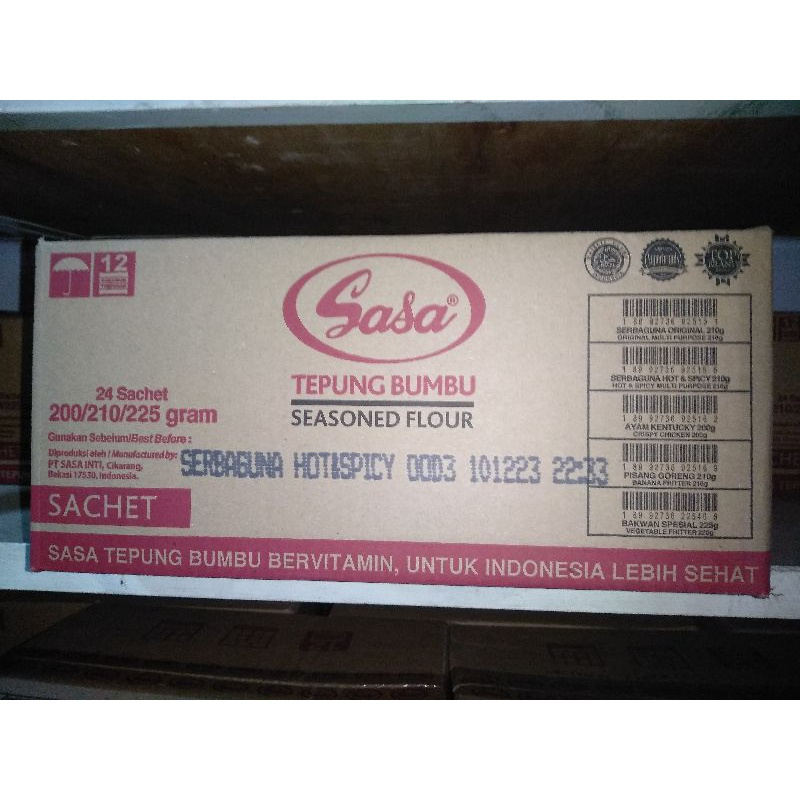 12
Sasa®
TEPUNG BUMBU
SEASONED FLOUR
24 Sachet
200/210/225 gram
Gunakan Sebelum/Best Before :
Diproduksi oleh / Manufactured by:
PT SASA INTI, Cikarang,
Bekasi 17530, Indonesia.
SERBAGUNA HOT&SPICY 0003 101223 22:33
SACHET
SASA TEPUNG BUMBU BERVITAMIN, UNTUK INDONESIA LEBIH SEHAT
TOP
SERBAGUNA ORIGINAL 210g
ORIGINAL MULTI PURPOSE 210g
SERBAGUNA HOT & SPICY 210g
HOT & SPICY MULTI PURPOSE 210g
AYAM KENTUCKY 200g
CRISPY CHICKEN 200g
PISANG GORENG 210g
BANANA FRITTER 210g
BAKWAN SPESIAL 225g
VEGETABLE FRITTER 225g